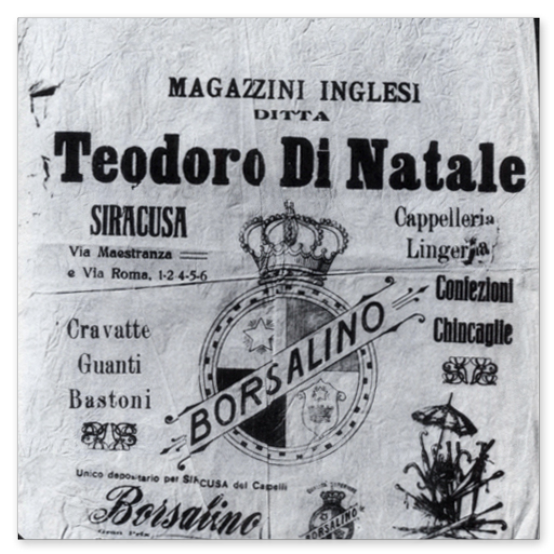 MAGAZZINI INGLESI
DITTA
Teodoro Di Natale
SIRACUSA
Via Maestranza
e Via Roma, 1-2 4-5-6
Cappelleria
Lingeria
Confezioni
Chincaglie
Cravatte
Guanti
Bastoni
BORSALINO
Unico depositario per SIRACUSA dei Capelli
Borsalino
BORSALINO